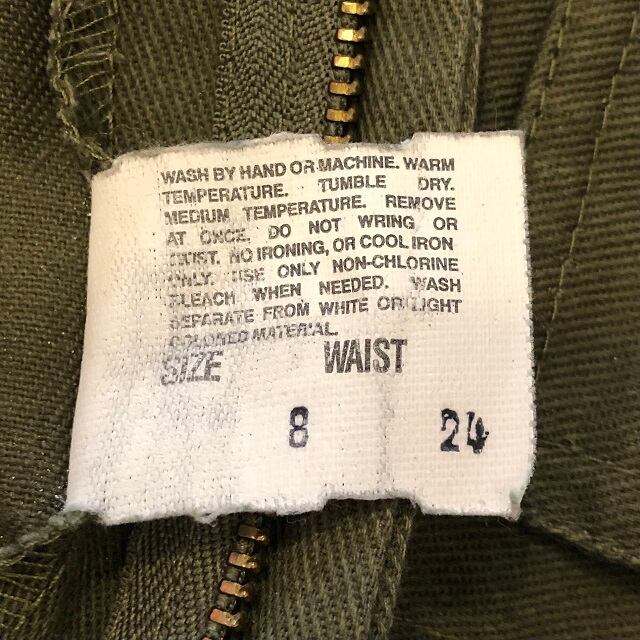 WASH BY HAND OR MACHINE. WARM
TEMPERATURE. TUMBLE DRY.
MEDIUM TEMPERATURE. REMOVE
AT ONCE. DO NOT WRING OR
TWIST. NO IRONING, OR COOL IRON
ONLY. USE ONLY NON-CHLORINE
BLEACH WHEN NEEDED. WASH
SEPARATE FROM WHITE OR LIGHT
COLORED MATERIAL.
SIZE WAIST
8 24